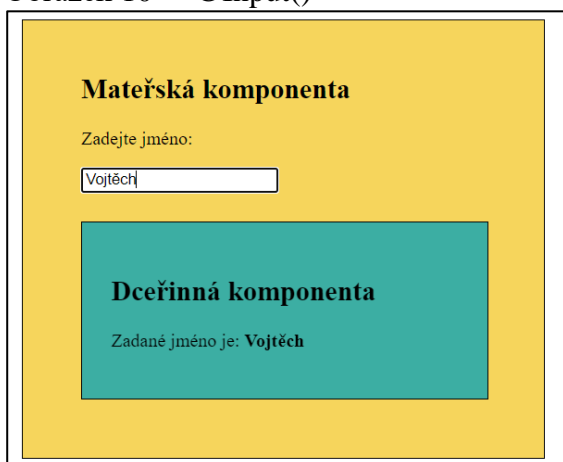 Mateřská komponenta
Zadejte jméno:
Vojtěch
Dceřinná komponenta
Zadané jméno je: Vojtěch